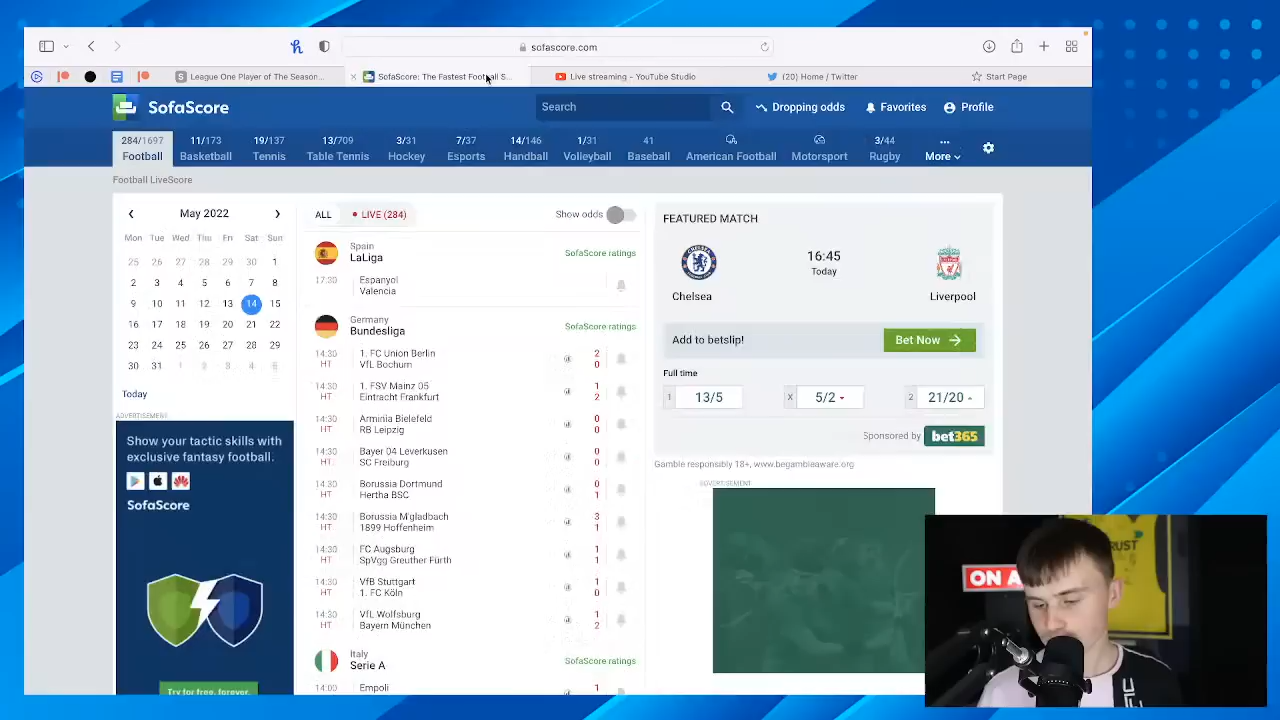 sofascore.com
League One Player of The Season...
SofaScore: The Fastest Football S...
Live streaming - YouTube Studio
(20) Home / Twitter
Start Page
SofaScore
Search
Dropping odds
Favorites
Profile
284/1697
Football
11/173
Basketball
19/137
Tennis
13/709
Table Tennis
3/31
Hockey
7/37
Esports
14/146
Handball
1/31
Volleyball
41
Baseball
American Football
Motorsport
3/44
Rugby
More
Football LiveScore
May 2022
Mon Tue Wed Thu Fri Sat Sun
25 26 27 28 29 30 1
2 3 4 5 6 7 8
9 10 11 12 13 14 15
16 17 18 19 20 21 22
23 24 25 26 27 28 29
30 31 1 2 3 4 5
Today
ADVERTISEMENT
Show your tactic skills with
exclusive fantasy football.
SofaScore
Try for free, forever.
ALL
LIVE (284)
Show odds
Spain
LaLiga
SofaScore ratings
17:30 Espanyol
Valencia
Germany
Bundesliga
SofaScore ratings
14:30 1. FC Union Berlin 2
HT VfL Bochum 0
14:30 1. FSV Mainz 05 1
HT Eintracht Frankfurt 2
14:30 Arminia Bielefeld 0
HT RB Leipzig 0
14:30 Bayer 04 Leverkusen 0
HT SC Freiburg 0
14:30 Borussia Dortmund 0
HT Hertha BSC 1
14:30 Borussia M'gladbach 3
HT 1899 Hoffenheim 1
14:30 FC Augsburg 1
HT SpVgg Greuther Fürth 1
14:30 VfB Stuttgart 1
HT 1. FC Köln 0
14:30 VfL Wolfsburg 1
HT Bayern München 2
Italy
Serie A
SofaScore ratings
14:00 Empoli 1
FEATURED MATCH
16:45
Today
Chelsea
Liverpool
Add to betslip!
Bet Now
Full time
1 13/5
X 5/2
2 21/20
Sponsored by bet365
Gamble responsibly 18+, www.begambleaware.org
ADVERTISEMENT
ON A
RUST